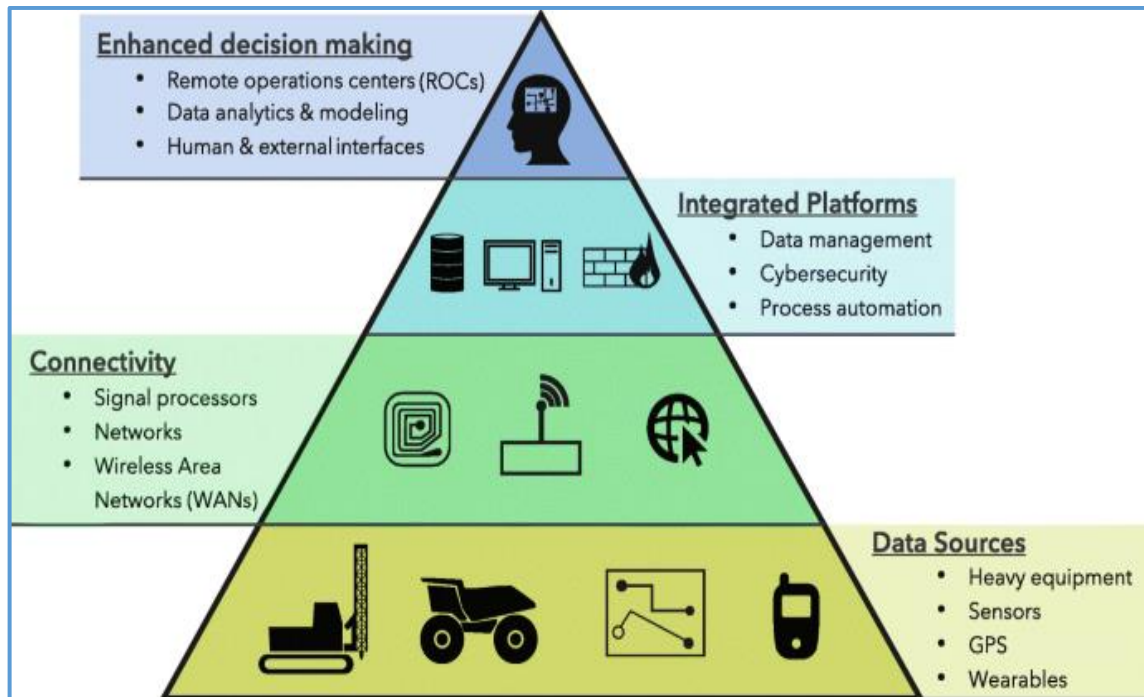 Enhanced decision making
• Remote operations centers (ROCs)
• Data analytics & modeling
• Human & external interfaces
Integrated Platforms
• Data management
• Cybersecurity
• Process automation
Connectivity
• Signal processors
• Networks
• Wireless Area
Networks (WANs)
Data Sources
• Heavy equipment
• Sensors
• GPS
• Wearables